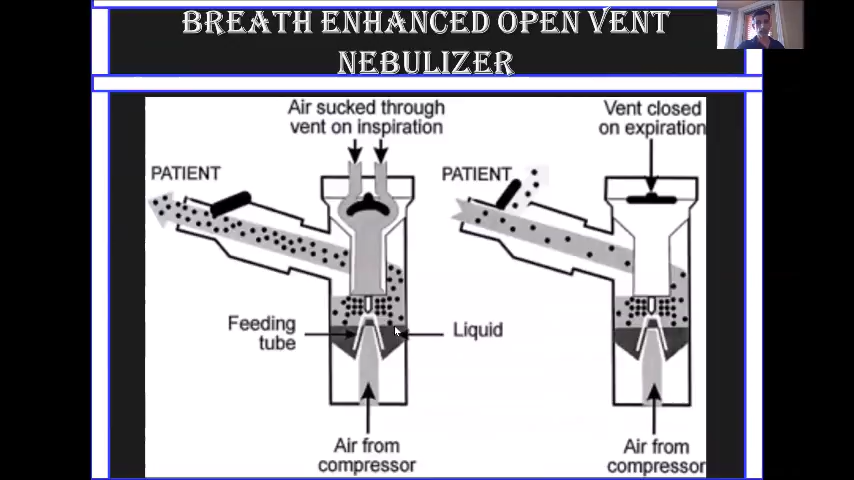 BREATH ENHANCED OPEN VENT
NEBULIZER
Air sucked through
vent on inspiration
Vent closed
on expiration
PATIENT
PATIENT
Feeding
tube
Liquid
Air from
compressor
Air from
compressor